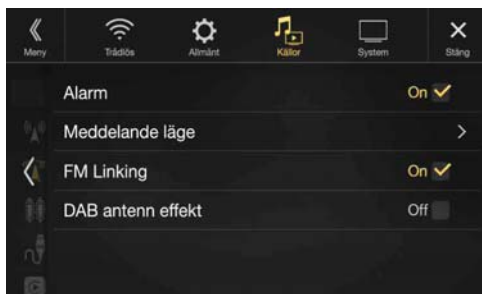 Meny
Trådlös
Allmänt
Källor
System
Stäng
Alarm
On
Meddelande läge
FM Linking
On
DAB antenn effekt
Off